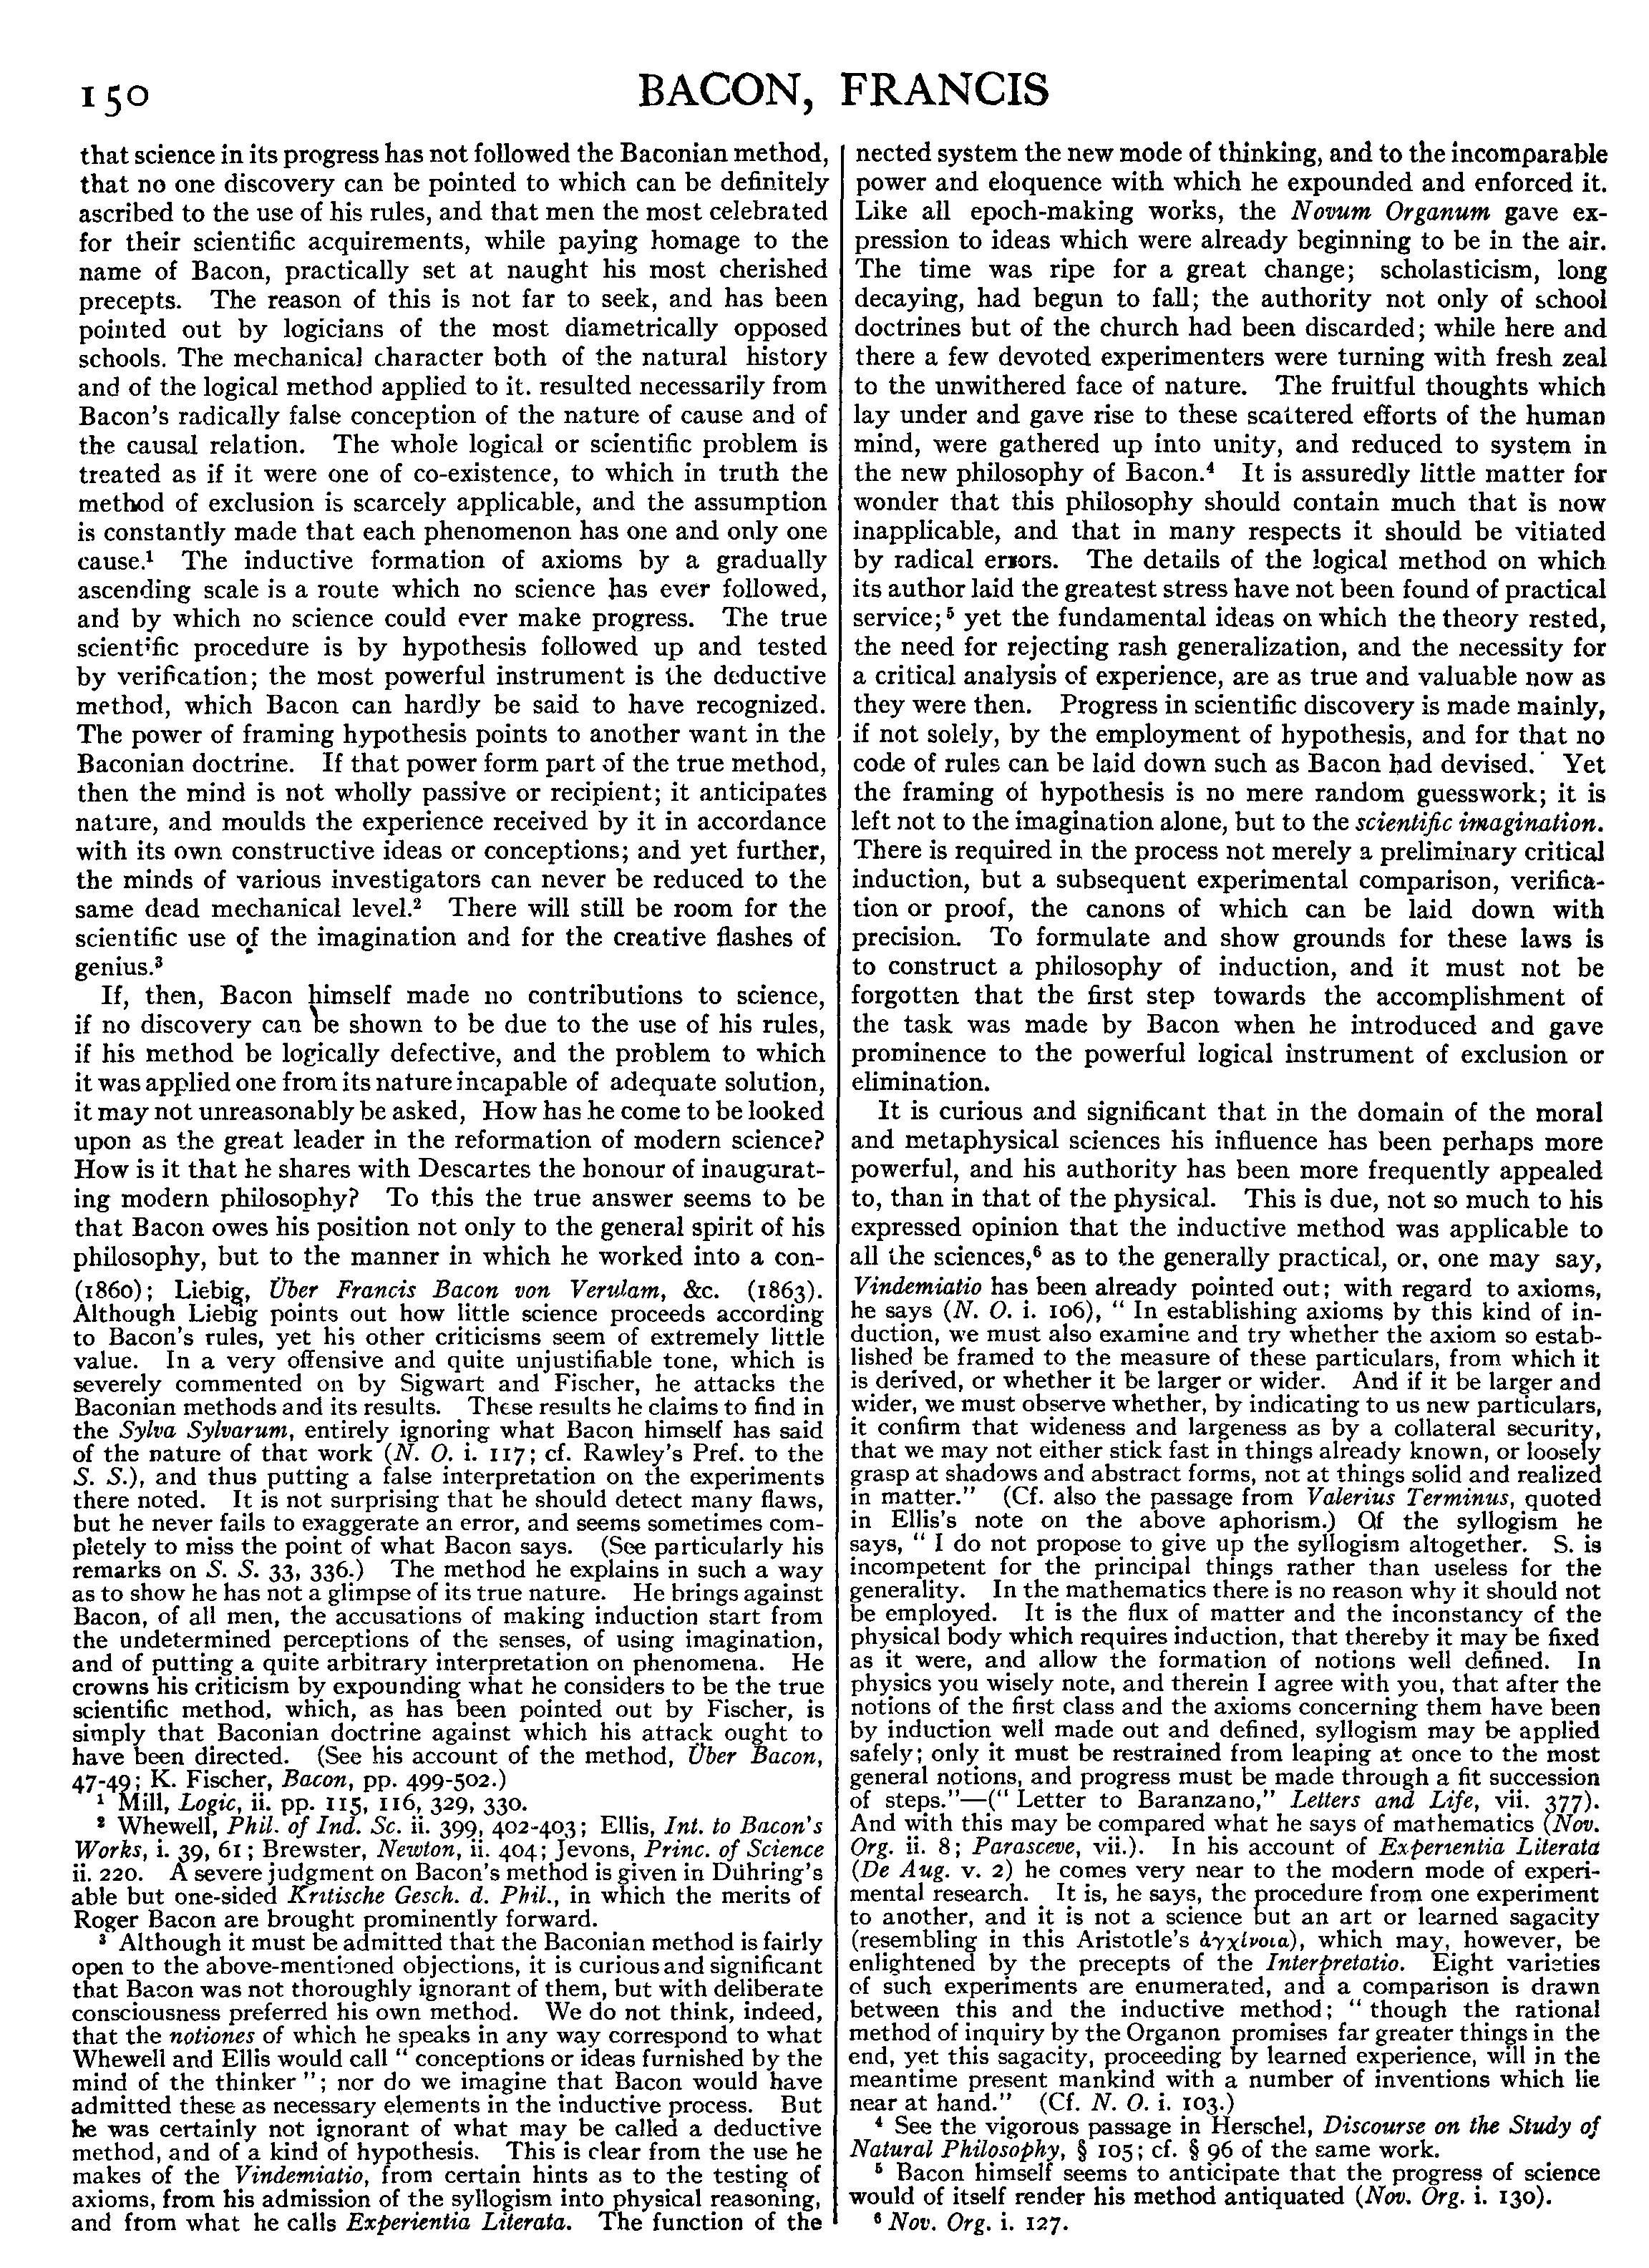 150
BACON, FRANCIS
that science in its progress has not followed the Baconian method,
that no one discovery can be pointed to which can be definitely
ascribed to the use of his rules, and that men the most celebrated
for their scientific acquirements, while paying homage to the
name of Bacon, practically set at naught his most cherished
precepts. The reason of this is not far to seek, and has been
pointed out by logicians of the most diametrically opposed
schools. The mechanical character both of the natural history
and of the logical method applied to it. resulted necessarily from
Bacon's radically false conception of the nature of cause and of
the causal relation. The whole logical or scientific problem is
treated as if it were one of co-existence, to which in truth the
method of exclusion is scarcely applicable, and the assumption
is constantly made that each phenomenon has one and only one
cause.¹ The inductive formation of axioms by a gradually
ascending scale is a route which no science has ever followed,
and by which no science could ever make progress. The true
scientific procedure is by hypothesis followed up and tested
by verification; the most powerful instrument is the deductive
method, which Bacon can hardly be said to have recognized.
The power of framing hypothesis points to another want in the
Baconian doctrine. If that power form part of the true method,
then the mind is not wholly passive or recipient; it anticipates
nature, and moulds the experience received by it in accordance
with its own constructive ideas or conceptions; and yet further,
the minds of various investigators can never be reduced to the
same dead mechanical level.² There will still be room for the
scientific use of the imagination and for the creative flashes of
genius.³
If, then, Bacon himself made no contributions to science,
if no discovery can be shown to be due to the use of his rules,
if his method be logically defective, and the problem to which
it was applied one from its nature incapable of adequate solution,
it may not unreasonably be asked, How has he come to be looked
upon as the great leader in the reformation of modern science?
How is it that he shares with Descartes the honour of inaugurat-
ing modern philosophy? To this the true answer seems to be
that Bacon owes his position not only to the general spirit of his
philosophy, but to the manner in which he worked into a con-
(1860); Liebig, Über Francis Bacon von Verulam, &c. (1863).
Although Liebig points out how little science proceeds according
to Bacon's rules, yet his other criticisms seem of extremely little
value. In a very offensive and quite unjustifiable tone, which is
severely commented on by Sigwart and Fischer, he attacks the
Baconian methods and its results. These results he claims to find in
the Sylva Sylvarum, entirely ignoring what Bacon himself has said
of the nature of that work (N. O. i. 117; cf. Rawley's Pref. to the
S. S.), and thus putting a false interpretation on the experiments
there noted. It is not surprising that he should detect many flaws,
but he never fails to exaggerate an error, and seems sometimes com-
pletely to miss the point of what Bacon says. (See particularly his
remarks on S. S. 33, 336.) The method he explains in such a way
as to show he has not a glimpse of its true nature. He brings against
Bacon, of all men, the accusations of making induction start from
the undetermined perceptions of the senses, of using imagination,
and of putting a quite arbitrary interpretation on phenomena. He
crowns his criticism by expounding what he considers to be the true
scientific method, which, as has been pointed out by Fischer, is
simply that Baconian doctrine against which his attack ought to
have been directed. (See his account of the method, Über Bacon,
47-49; K. Fischer, Bacon, pp. 499-502.)
¹ Mill, Logic, ii. pp. 115, 116, 329, 330.
² Whewell, Phil. of Ind. Sc. ii. 399, 402-403; Ellis, Int. to Bacon's
Works, i. 39, 61; Brewster, Newton, ii. 404; Jevons, Princ. of Science
ii. 220. A severe judgment on Bacon's method is given in Dühring's
able but one-sided Kritische Gesch. d. Phil., in which the merits of
Roger Bacon are brought prominently forward.
³ Although it must be admitted that the Baconian method is fairly
open to the above-mentioned objections, it is curious and significant
that Bacon was not thoroughly ignorant of them, but with deliberate
consciousness preferred his own method. We do not think, indeed,
that the notiones of which he speaks in any way correspond to what
Whewell and Ellis would call “ conceptions or ideas furnished by the
mind of the thinker ”; nor do we imagine that Bacon would have
admitted these as necessary elements in the inductive process. But
he was certainly not ignorant of what may be called a deductive
method, and of a kind of hypothesis. This is clear from the use he
makes of the Vindemiatio, from certain hints as to the testing of
axioms, from his admission of the syllogism into physical reasoning,
and from what he calls Experientia Literata. The function of the
nected system the new mode of thinking, and to the incomparable
power and eloquence with which he expounded and enforced it.
Like all epoch-making works, the Novum Organum gave ex-
pression to ideas which were already beginning to be in the air.
The time was ripe for a great change; scholasticism, long
decaying, had begun to fall; the authority not only of school
doctrines but of the church had been discarded; while here and
there a few devoted experimenters were turning with fresh zeal
to the unwithered face of nature. The fruitful thoughts which
lay under and gave rise to these scattered efforts of the human
mind, were gathered up into unity, and reduced to system in
the new philosophy of Bacon.⁴ It is assuredly little matter for
wonder that this philosophy should contain much that is now
inapplicable, and that in many respects it should be vitiated
by radical errors. The details of the logical method on which
its author laid the greatest stress have not been found of practical
service;⁵ yet the fundamental ideas on which the theory rested,
the need for rejecting rash generalization, and the necessity for
a critical analysis of experience, are as true and valuable now as
they were then. Progress in scientific discovery is made mainly,
if not solely, by the employment of hypothesis, and for that no
code of rules can be laid down such as Bacon had devised. Yet
the framing of hypothesis is no mere random guesswork; it is
left not to the imagination alone, but to the scientific imagination.
There is required in the process not merely a preliminary critical
induction, but a subsequent experimental comparison, verifica-
tion or proof, the canons of which can be laid down with
precision. To formulate and show grounds for these laws is
to construct a philosophy of induction, and it must not be
forgotten that the first step towards the accomplishment of
the task was made by Bacon when he introduced and gave
prominence to the powerful logical instrument of exclusion or
elimination.
It is curious and significant that in the domain of the moral
and metaphysical sciences his influence has been perhaps more
powerful, and his authority has been more frequently appealed
to, than in that of the physical. This is due, not so much to his
expressed opinion that the inductive method was applicable to
all the sciences,⁶ as to the generally practical, or, one may say,
Vindemiatio has been already pointed out; with regard to axioms,
he says (N. O. i. 106), “ In establishing axioms by this kind of in-
duction, we must also examine and try whether the axiom so estab-
lished be framed to the measure of these particulars, from which it
is derived, or whether it be larger or wider. And if it be larger and
wider, we must observe whether, by indicating to us new particulars,
it confirm that wideness and largeness as by a collateral security,
that we may not either stick fast in things already known, or loosely
grasp at shadows and abstract forms, not at things solid and realized
in matter.” (Cf. also the passage from Valerius Terminus, quoted
in Ellis's note on the above aphorism.) Of the syllogism he
says, “ I do not propose to give up the syllogism altogether. S. is
incompetent for the principal things rather than useless for the
generality. In the mathematics there is no reason why it should not
be employed. It is the flux of matter and the inconstancy of the
physical body which requires induction, that thereby it may be fixed
as it were, and allow the formation of notions well defined. In
physics you wisely note, and therein I agree with you, that after the
notions of the first class and the axioms concerning them have been
by induction well made out and defined, syllogism may be applied
safely; only it must be restrained from leaping at once to the most
general notions, and progress must be made through a fit succession
of steps.”—(“ Letter to Baranzano,” Letters and Life, vii. 377).
And with this may be compared what he says of mathematics (Nov.
Org. ii. 8; Parasceve, vii.). In his account of Experientia Literata
(De Aug. v. 2) he comes very near to the modern mode of experi-
mental research. It is, he says, the procedure from one experiment
to another, and it is not a science but an art or learned sagacity
(resembling in this Aristotle's ἀγχίνοια), which may, however, be
enlightened by the precepts of the Interpretatio. Eight varieties
of such experiments are enumerated, and a comparison is drawn
between this and the inductive method; “ though the rational
method of inquiry by the Organon promises far greater things in the
end, yet this sagacity, proceeding by learned experience, will in the
meantime present mankind with a number of inventions which lie
near at hand.” (Cf. N. O. i. 103.)
⁴ See the vigorous passage in Herschel, Discourse on the Study of
Natural Philosophy, § 105; cf. § 96 of the same work.
⁵ Bacon himself seems to anticipate that the progress of science
would of itself render his method antiquated (Nov. Org. i. 130).
⁶ Nov. Org. i. 127.